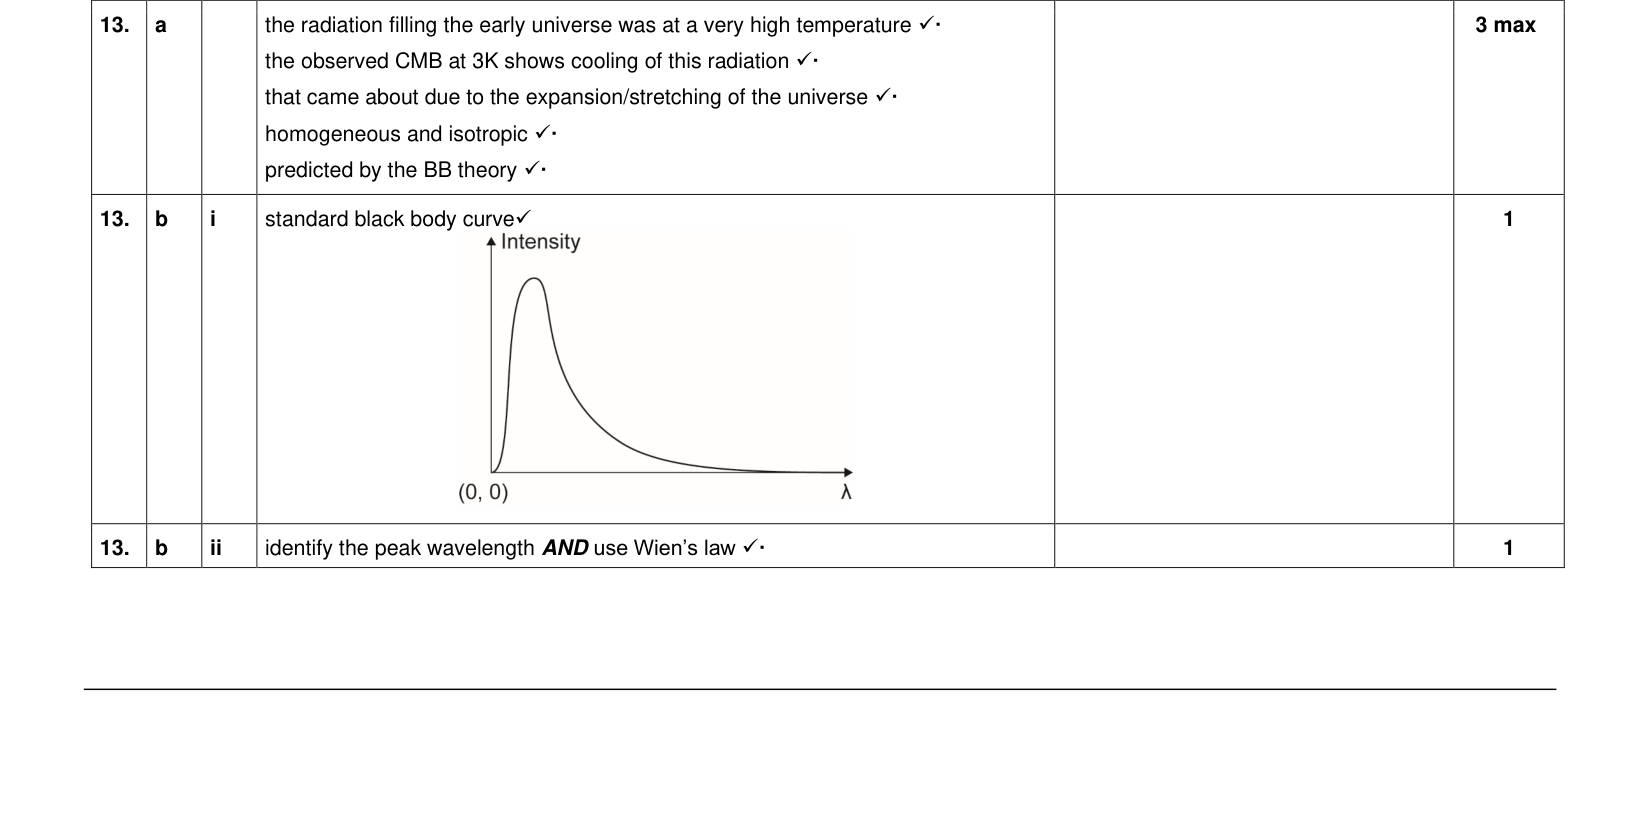 13. a the radiation filling the early universe was at a very high temperature ✓· 3 max
the observed CMB at 3K shows cooling of this radiation ✓·
that came about due to the expansion/stretching of the universe ✓·
homogeneous and isotropic ✓·
predicted by the BB theory ✓·
13. b i standard black body curve✓ 1
Intensity
(0, 0) λ
13. b ii identify the peak wavelength AND use Wien’s law ✓· 1